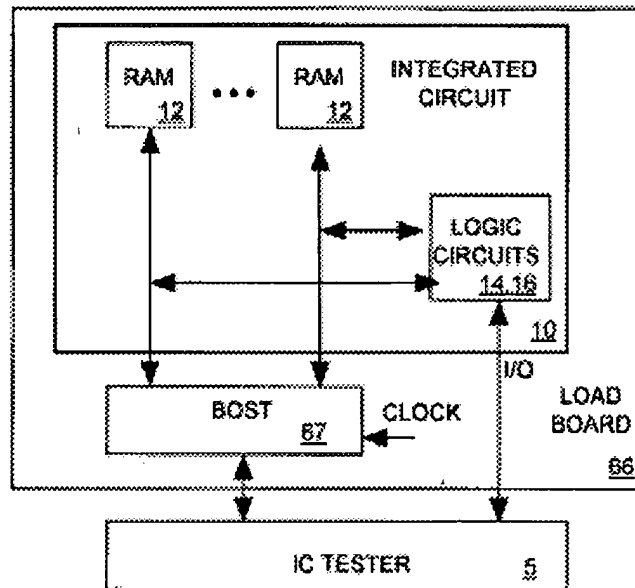 RAM
12
RAM
12
INTEGRATED
CIRCUIT
LOGIC
CIRCUITS
14,16
10
I/O
BOST
67
CLOCK
LOAD
BOARD
66
IC TESTER
5